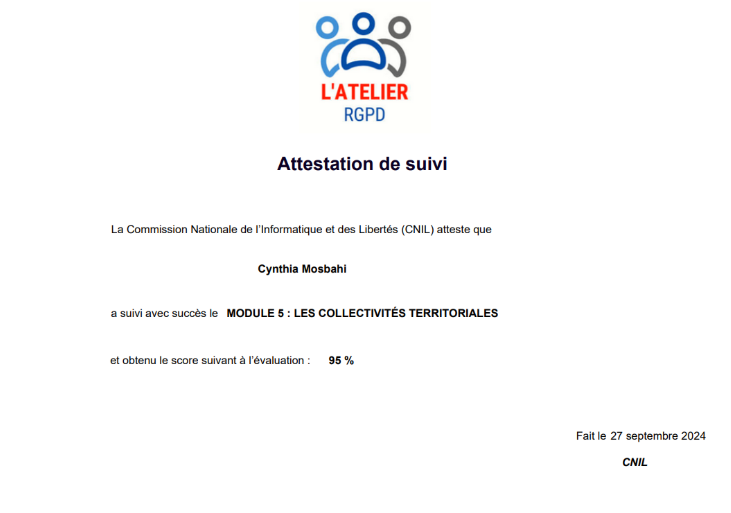 L'ATELIER
RGPD
Attestation de suivi
La Commission Nationale de l'Informatique et des Libertés (CNIL) atteste que
Cynthia Mosbahi
a suivi avec succès le MODULE 5 : LES COLLECTIVITÉS TERRITORIALES
et obtenu le score suivant à l'évaluation : 95 %
Fait le 27 septembre 2024
CNIL